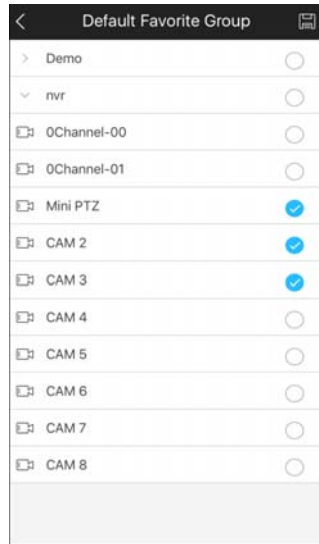 Default Favorite Group
Demo
nvr
0Channel-00
0Channel-01
Mini PTZ
CAM 2
CAM 3
CAM 4
CAM 5
CAM 6
CAM 7
CAM 8